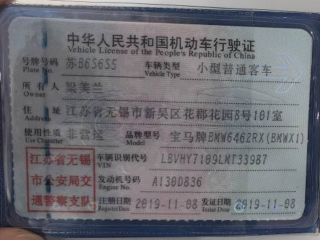 中华人民共和国机动车行驶证
Vehicle License of the People's Republic of China
号牌号码 苏B6S6S5 车辆类型 小型普通客车
Plate No. Vehicle Type
所有人 梁美兰
Owner
住址 江苏省无锡市新吴区花都花园8号101室
Address
使用性质 非营运 品牌型号 宝马牌BMW6462RX(BMWX1)
Use Character Model
江苏省无锡 车辆识别代号
市公安局交 VIN
通警察支队 发动机号码 A130D836
Engine No.
注册日期 2019-11-08 发证日期 2019-11-08
Register Date Issue Date